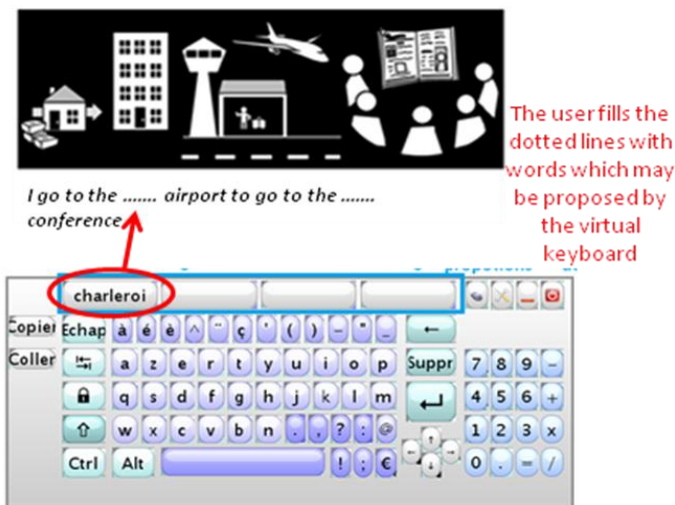 The user fills the
dotted lines with
words which may
be proposed by
the virtual
keyboard
I go to the ....... airport to go to the .......
conference
charleroi
Copier Echap à é è ^ ¨ ç ' ( ) - " _ ←
Coller a z e r t y u i o p Suppr 7 8 9 -
q s d f g h j k l m 4 5 6 +
w x c v b n . , ? : @ 1 2 3 x
Ctrl Alt ! ; € 0 . = /